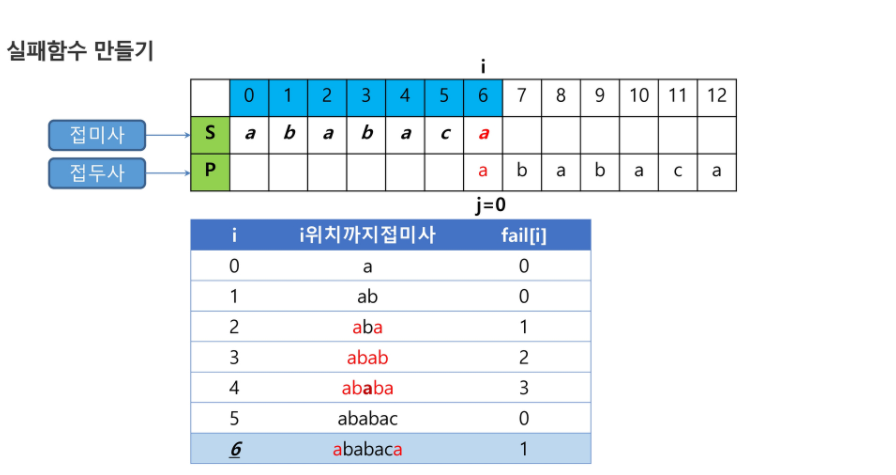 실패함수 만들기
i
0 1 2 3 4 5 6 7 8 9 10 11 12
접미사 S a b a b a c a
접두사 P a b a b a c a
j=0
i i위치까지접미사 fail[i]
0 a 0
1 ab 0
2 aba 1
3 abab 2
4 ababa 3
5 ababac 0
6 ababaca 1